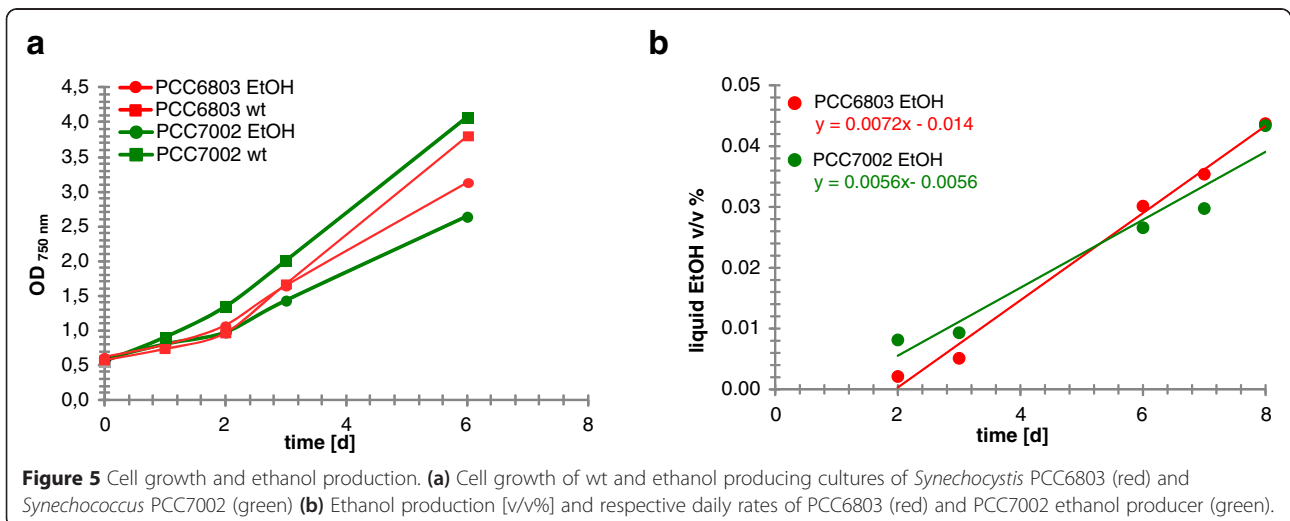 a
4,5
4,0
3,5
3,0
2,5
2,0
1,5
1,0
0,5
0,0
OD 750 nm
PCC6803 EtOH
PCC6803 wt
PCC7002 EtOH
PCC7002 wt
0 2 4 6 8
time [d]
b
0.05
0.04
0.03
0.02
0.01
0.00
liquid EtOH v/v %
PCC6803 EtOH
y = 0.0072x - 0.014
PCC7002 EtOH
y = 0.0056x- 0.0056
0 2 4 6 8
time [d]
Figure 5 Cell growth and ethanol production. (a) Cell growth of wt and ethanol producing cultures of Synechocystis PCC6803 (red) and
Synechococcus PCC7002 (green) (b) Ethanol production [v/v%] and respective daily rates of PCC6803 (red) and PCC7002 ethanol producer (green).